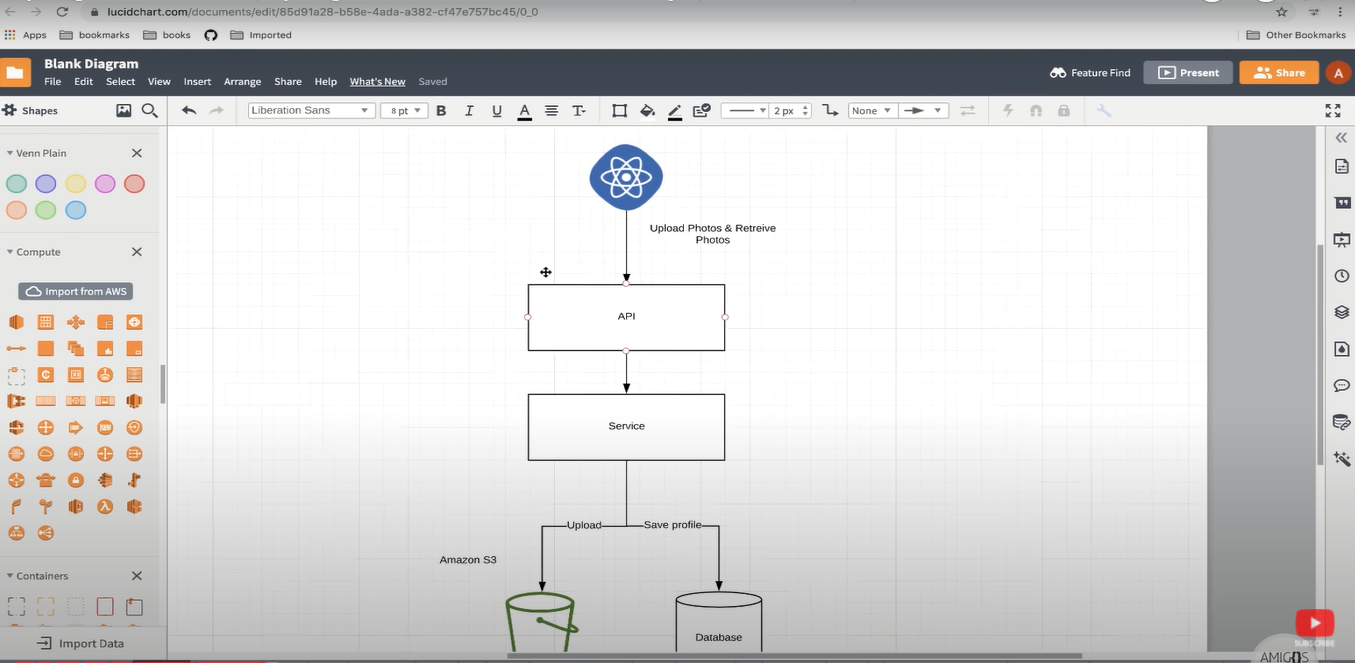 lucidchart.com/documents/edit/85d91a28-b58e-4ada-a382-cf47e757bc45/0_0
Apps bookmarks books Imported Other Bookmarks
Blank Diagram
File Edit Select View Insert Arrange Share Help What's New Saved
Feature Find Present Share A
Shapes Liberation Sans 8 pt B I U A T 2 px None
Venn Plain
Compute
Import from AWS
Containers
Import Data
Upload Photos & Retreive
Photos
API
Service
Upload Save profile
Amazon S3
Database
SUBSCRIBE
AMIGOS